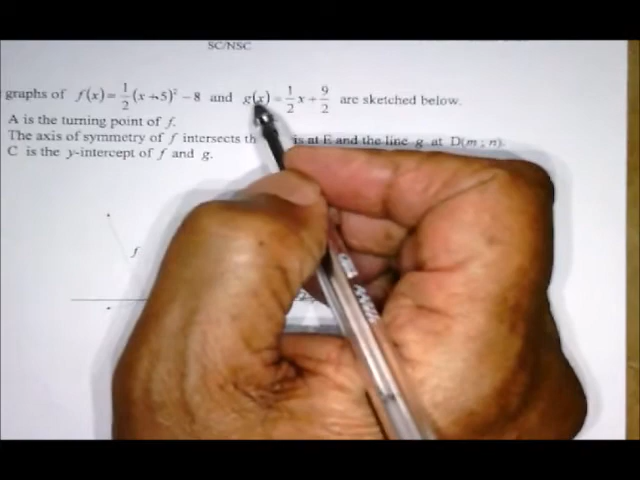 SC/NSC
graphs of f(x) = 1/2 (x + 5)² − 8 and g(x) = 1/2 x + 9/2 are sketched below.
A is the turning point of f.
The axis of symmetry of f intersects th is at E and the line g at D(m ; n).
C is the y-intercept of f and g.
f